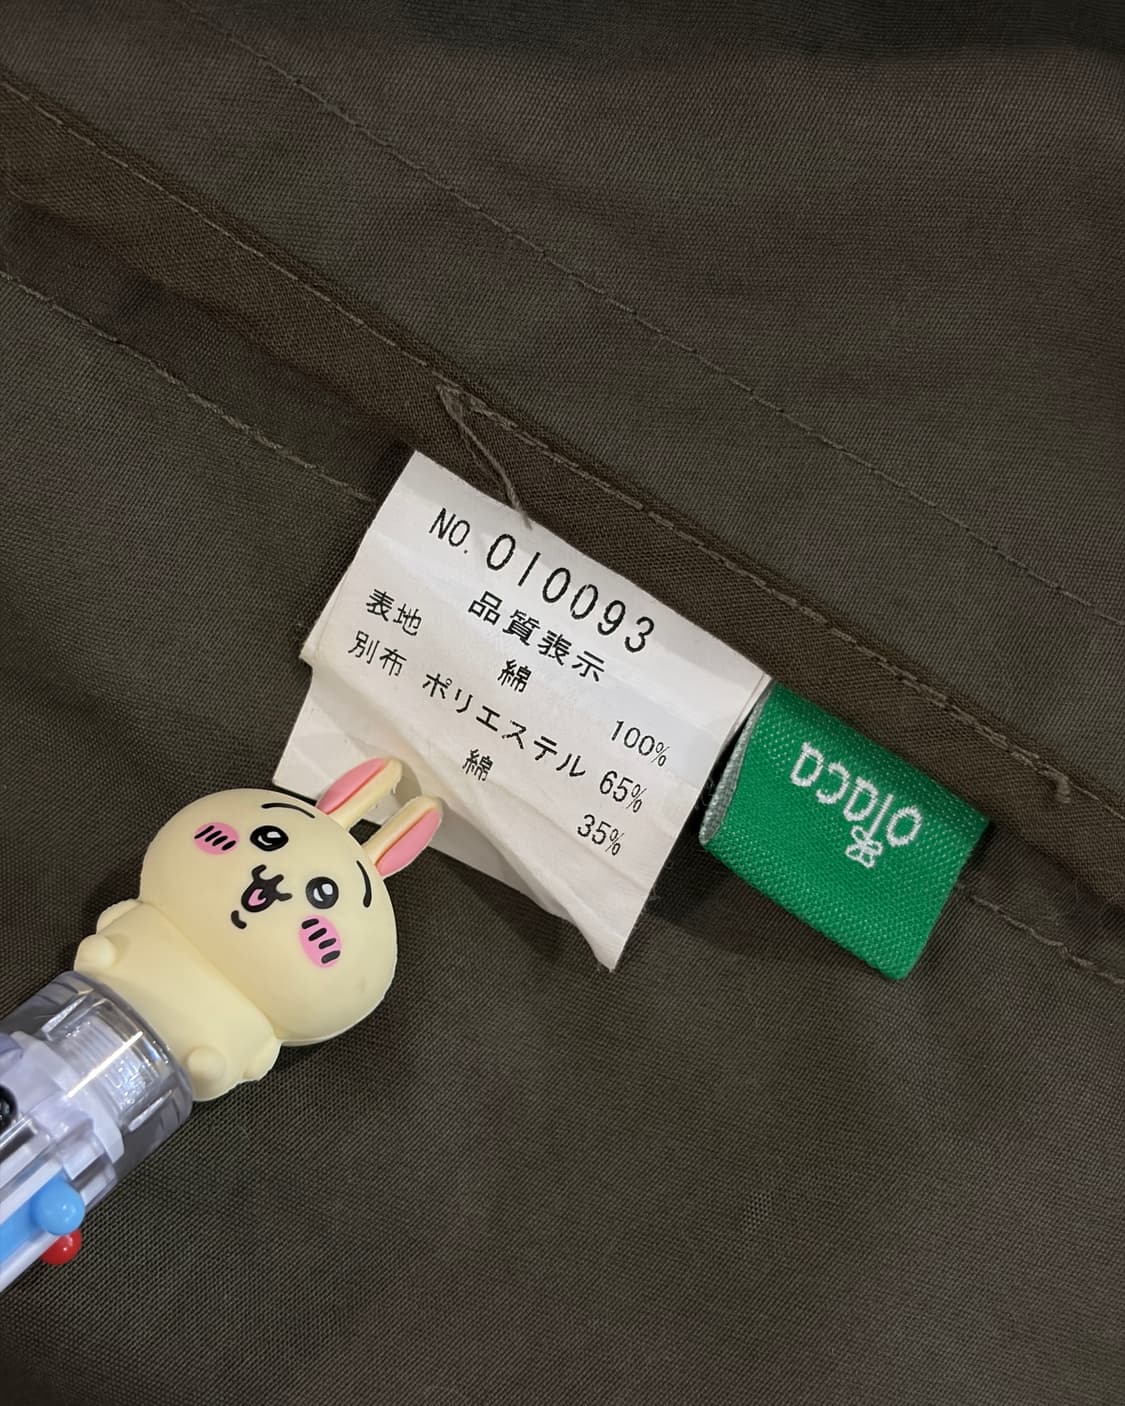 NO. 010093
品質表示
表地 綿 100%
別布 ポリエステル 65%
綿 35%